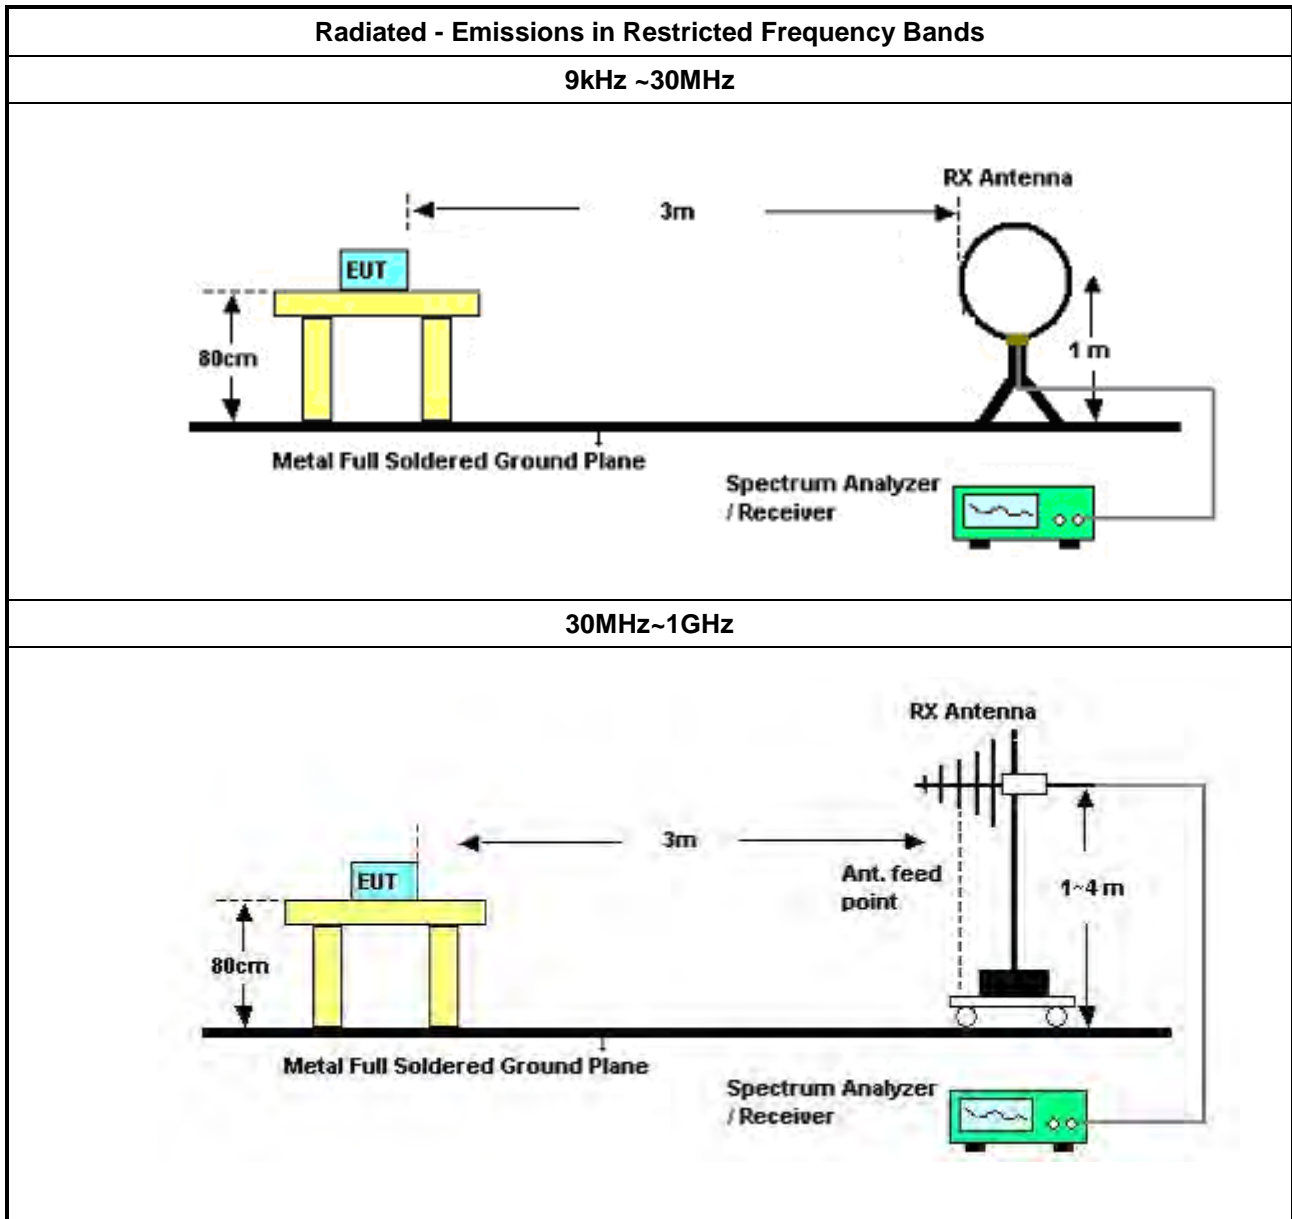 Radiated - Emissions in Restricted Frequency Bands
9kHz ~30MHz
RX Antenna
3m
EUT
80cm
1 m
Metal Full Soldered Ground Plane
Spectrum Analyzer
/ Receiver
30MHz~1GHz
RX Antenna
3m
Ant. feed
point
EUT
1~4 m
80cm
Metal Full Soldered Ground Plane
Spectrum Analyzer
/ Receiver